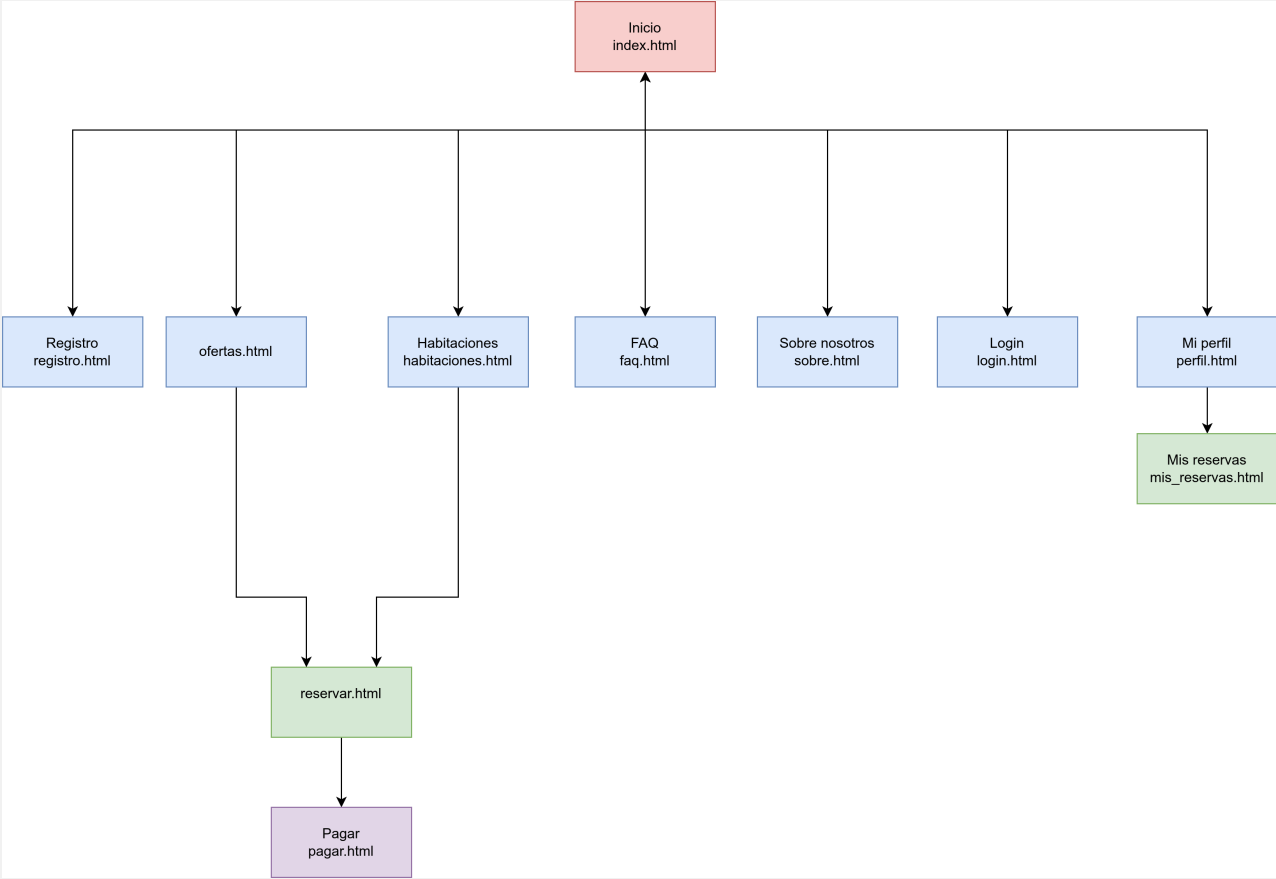 Inicio
index.html
Registro
registro.html
ofertas.html
Habitaciones
habitaciones.html
FAQ
faq.html
Sobre nosotros
sobre.html
Login
login.html
Mi perfil
perfil.html
Mis reservas
mis_reservas.html
reservar.html
Pagar
pagar.html